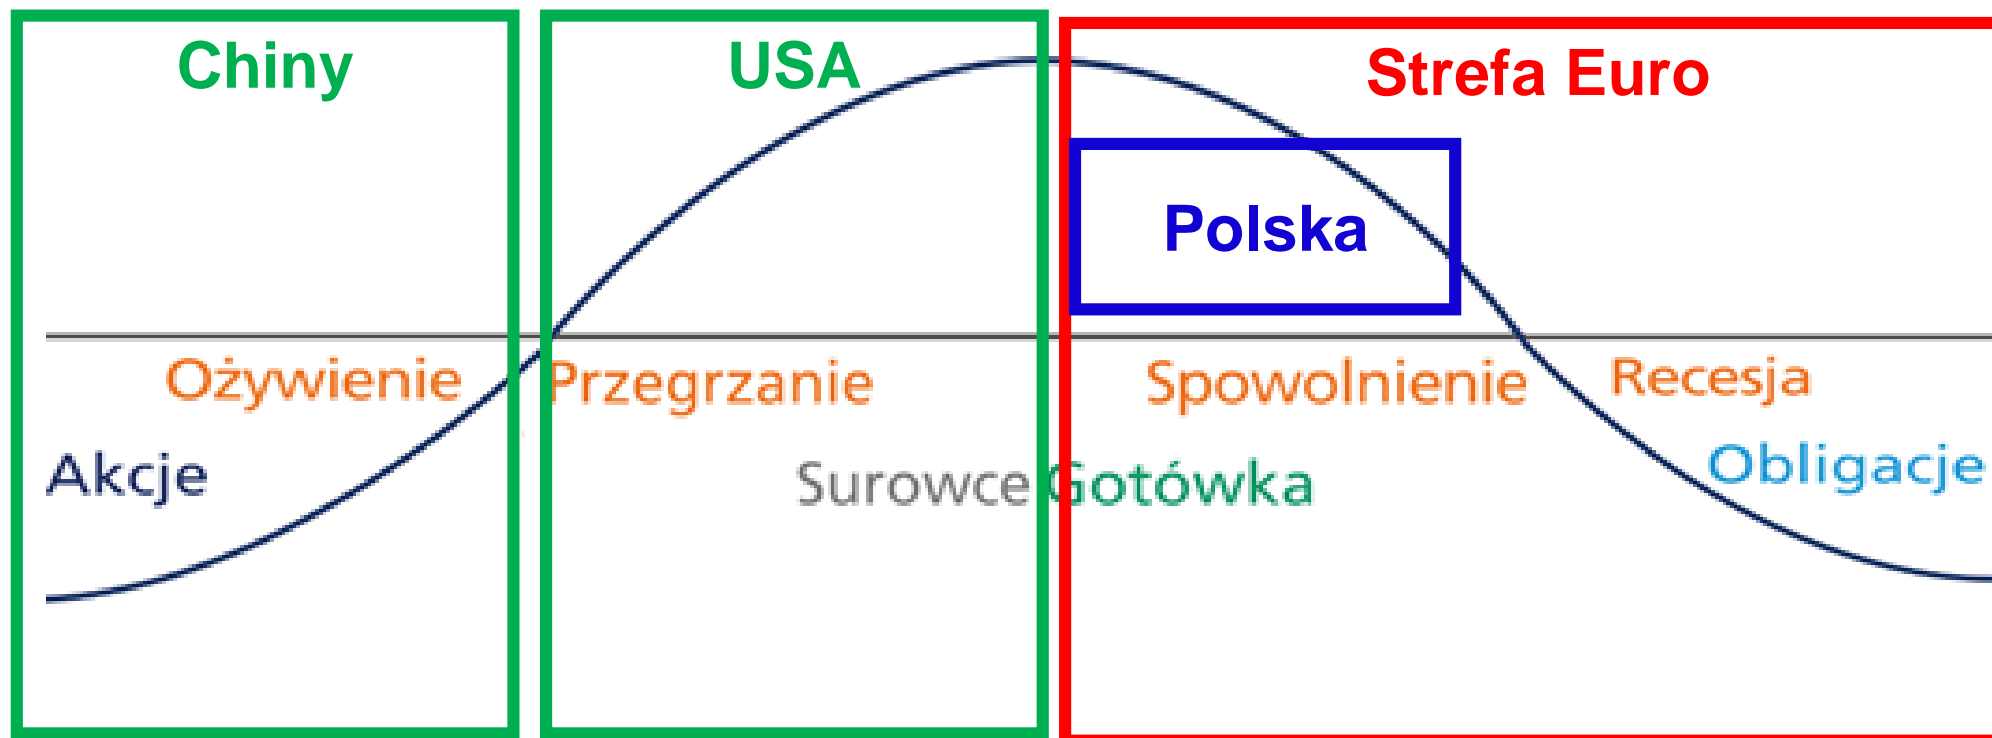 Chiny
USA
Strefa Euro
Polska
Ożywienie
Przegrzanie
Spowolnienie
Recesja
Akcje
Surowce
Gotówka
Obligacje